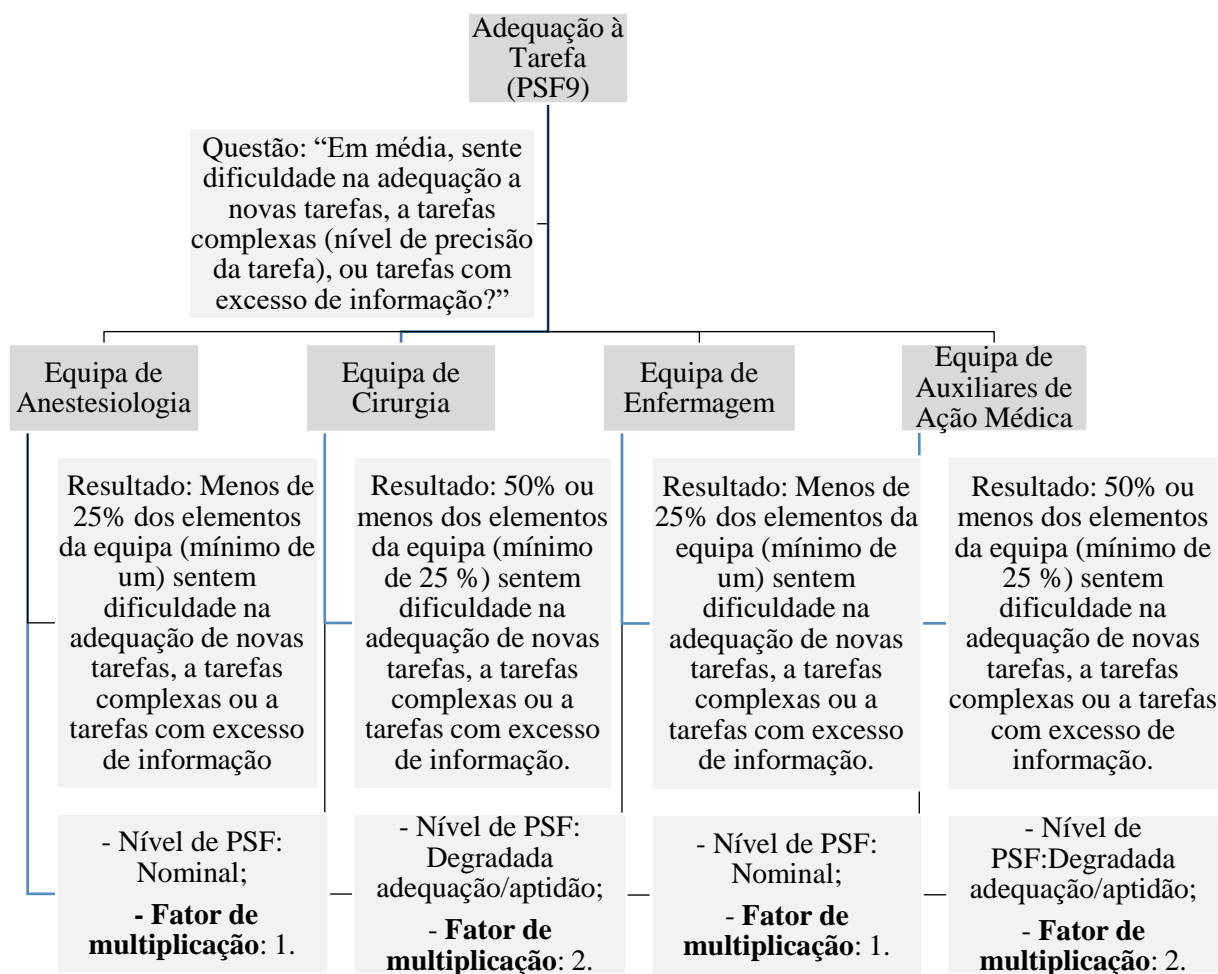 Adequação à
Tarefa
(PSF9)
Questão: “Em média, sente
dificuldade na adequação a
novas tarefas, a tarefas
complexas (nível de precisão
da tarefa), ou tarefas com
excesso de informação?”
Equipa de
Anestesiologia
Equipa de
Cirurgia
Equipa de
Enfermagem
Equipa de
Auxiliares de
Ação Médica
Resultado: Menos de
25% dos elementos
da equipa (mínimo de
um) sentem
dificuldade na
adequação de novas
tarefas, a tarefas
complexas ou a
tarefas com excesso
de informação
Resultado: 50% ou
menos dos elementos
da equipa (mínimo
de 25 %) sentem
dificuldade na
adequação de novas
tarefas, a tarefas
complexas ou a
tarefas com excesso
de informação.
Resultado: Menos de
25% dos elementos da
equipa (mínimo de
um) sentem
dificuldade na
adequação de novas
tarefas, a tarefas
complexas ou a
tarefas com excesso
de informação.
Resultado: 50% ou
menos dos elementos
da equipa (mínimo de
25 %) sentem
dificuldade na
adequação de novas
tarefas, a tarefas
complexas ou a tarefas
com excesso de
informação.
- Nível de PSF:
Nominal;
- Fator de
multiplicação: 1.
- Nível de PSF:
Degradada
adequação/aptidão;
- Fator de
multiplicação: 2.
- Nível de PSF:
Nominal;
- Fator de
multiplicação: 1.
- Nível de
PSF:Degradada
adequação/aptidão;
- Fator de
multiplicação: 2.